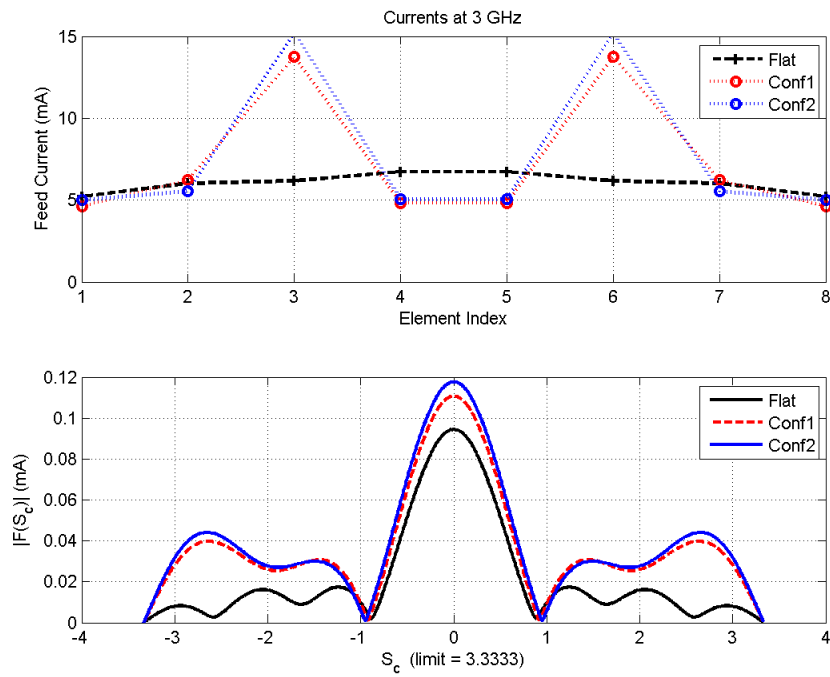 Currents at 3 GHz
Feed Current (mA)
15
10
5
0
1 2 3 4 5 6 7 8
Element Index
Flat
Conf1
Conf2
|F(S_c)| (mA)
0.12
0.1
0.08
0.06
0.04
0.02
0
-4 -3 -2 -1 0 1 2 3 4
S_c (limit = 3.3333)
Flat
Conf1
Conf2